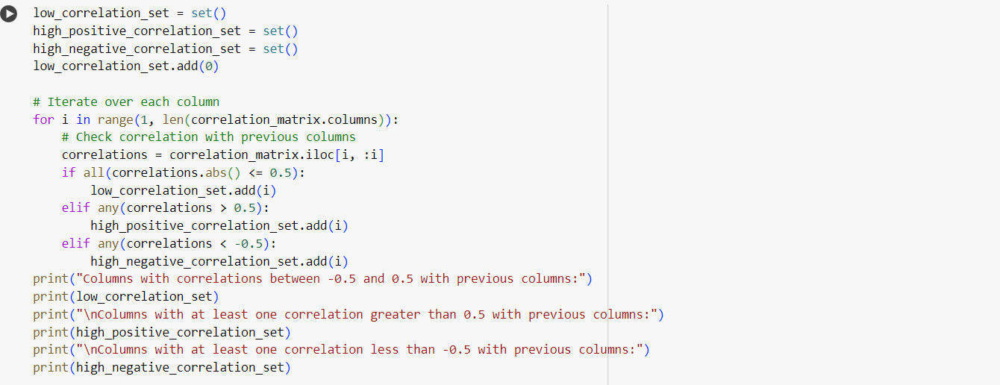 low_correlation_set = set()
high_positive_correlation_set = set()
high_negative_correlation_set = set()
low_correlation_set.add(0)

# Iterate over each column
for i in range(1, len(correlation_matrix.columns)):
    # Check correlation with previous columns
    correlations = correlation_matrix.iloc[i, :i]
    if all(correlations.abs() <= 0.5):
        low_correlation_set.add(i)
    elif any(correlations > 0.5):
        high_positive_correlation_set.add(i)
    elif any(correlations < -0.5):
        high_negative_correlation_set.add(i)
print("Columns with correlations between -0.5 and 0.5 with previous columns:")
print(low_correlation_set)
print("\nColumns with at least one correlation greater than 0.5 with previous columns:")
print(high_positive_correlation_set)
print("\nColumns with at least one correlation less than -0.5 with previous columns:")
print(high_negative_correlation_set)